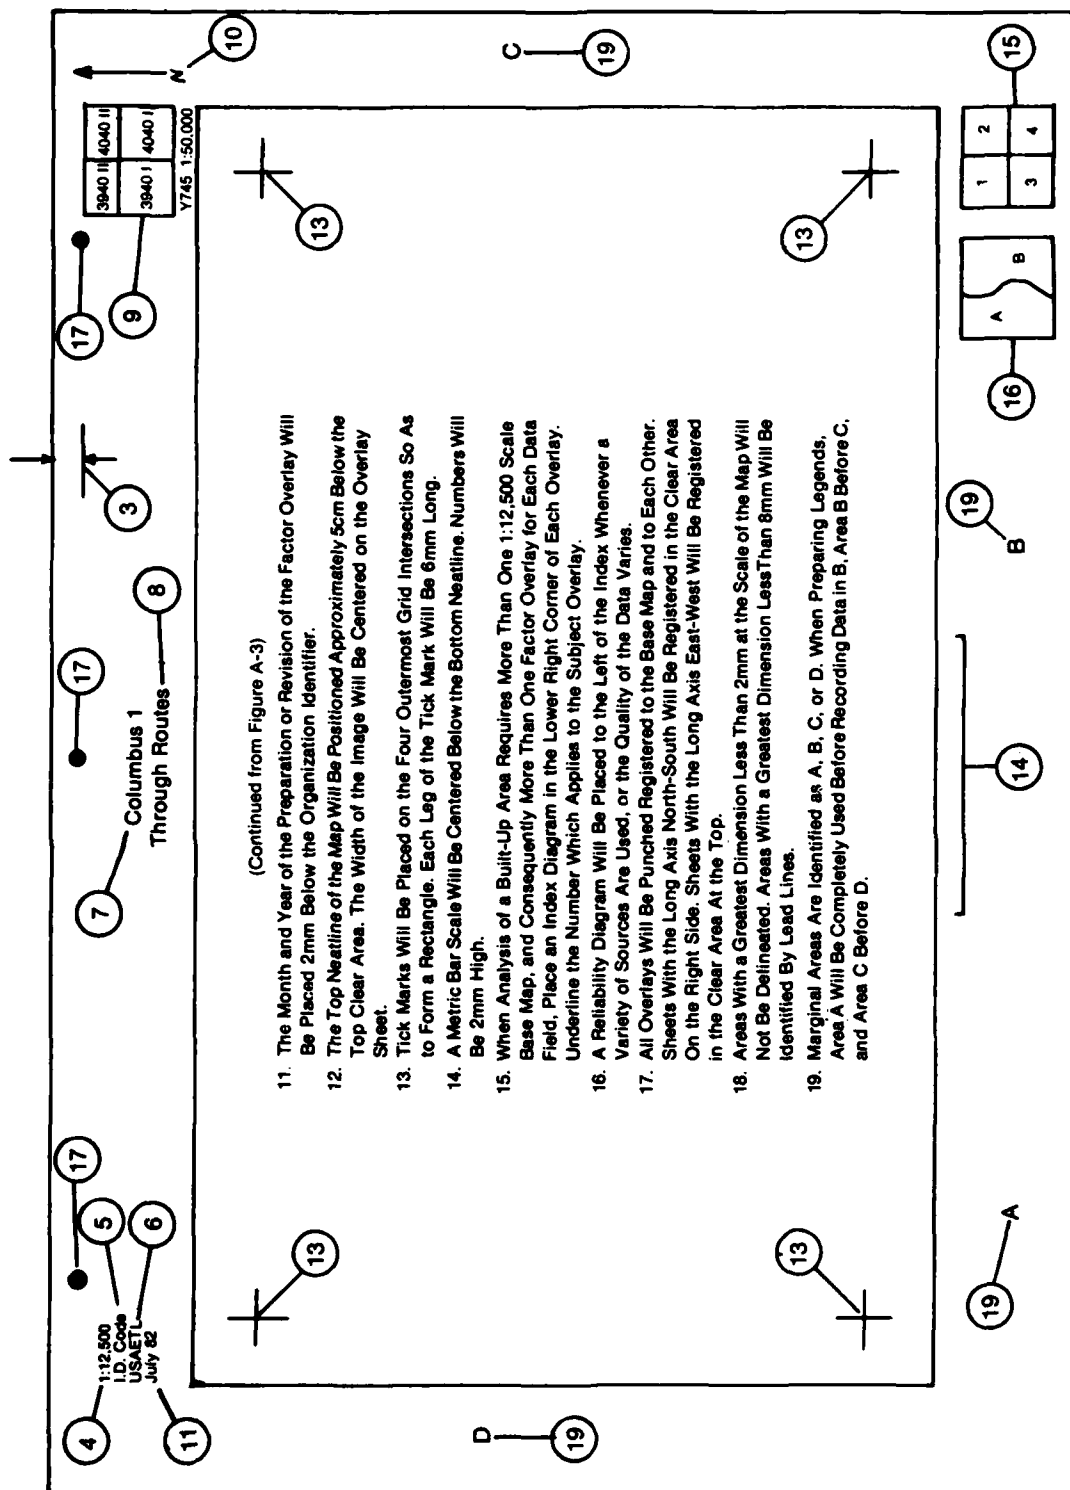 4
1:12,500
I.D. Code
USAETL
July 82
5
6
11
17
7
Columbus 1
Through Routes
8
17
3
17
9
3940 II 4040 II
3940 I 4040 I
Y745 1:50,000
N
10
13
13
(Continued from Figure A-3)
11. The Month and Year of the Preparation or Revision of the Factor Overlay Will
Be Placed 2mm Below the Organization Identifier.
12. The Top Neatline of the Map Will Be Positioned Approximately 5cm Below the
Top Clear Area. The Width of the Image Will Be Centered on the Overlay
Sheet.
13. Tick Marks Will Be Placed on the Four Outermost Grid Intersections So As
to Form a Rectangle. Each Leg of the Tick Mark Will Be 6mm Long.
14. A Metric Bar Scale Will Be Centered Below the Bottom Neatline. Numbers Will
Be 2mm High.
15. When Analysis of a Built-Up Area Requires More Than One 1:12,500 Scale
Base Map, and Consequently More Than One Factor Overlay for Each Data
Field, Place an Index Diagram in the Lower Right Corner of Each Overlay.
Underline the Number Which Applies to the Subject Overlay.
16. A Reliability Diagram Will Be Placed to the Left of the Index Whenever a
Variety of Sources Are Used, or the Quality of the Data Varies.
17. All Overlays Will Be Punched Registered to the Base Map and to Each Other.
Sheets With the Long Axis North-South Will Be Registered in the Clear Area
On the Right Side. Sheets With the Long Axis East-West Will Be Registered
in the Clear Area At the Top.
18. Areas With a Greatest Dimension Less Than 2mm at the Scale of the Map Will
Not Be Delineated. Areas With a Greatest Dimension Less Than 8mm Will Be
Identified By Lead Lines.
19. Marginal Areas Are Identified as A, B, C, or D. When Preparing Legends,
Area A Will Be Completely Used Before Recording Data in B, Area B Before C,
and Area C Before D.
D
19
C
19
13
13
19
A
14
19
B
16
A
B
1 2
3 4
15